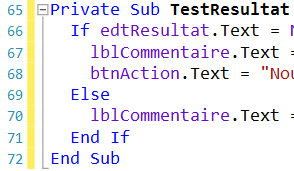 65 Private Sub TestResultat
66 If edtResultat.Text =
67 lblCommentaire.Text =
68 btnAction.Text = "Nou
69 Else
70 lblCommentaire.Text =
71 End If
72 End Sub